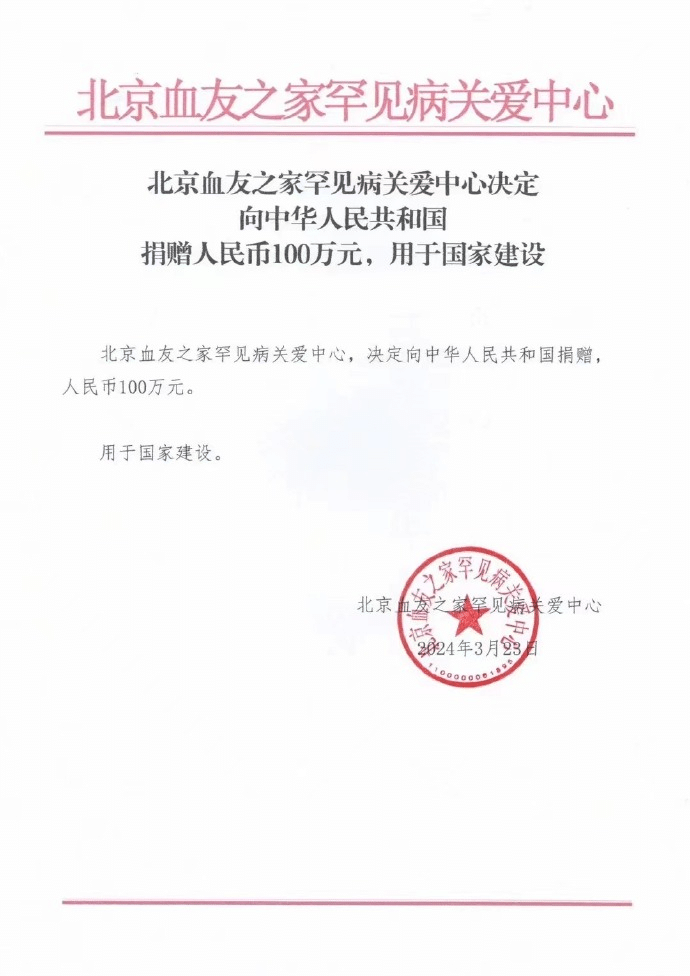 北京血友之家罕见病关爱中心
北京血友之家罕见病关爱中心决定
向中华人民共和国
捐赠人民币100万元，用于国家建设
北京血友之家罕见病关爱中心，决定向中华人民共和国捐赠，
人民币100万元。
用于国家建设。
北京血友之家罕见病关爱中心
北京血友之家罕见病关爱中心
2024年3月23日